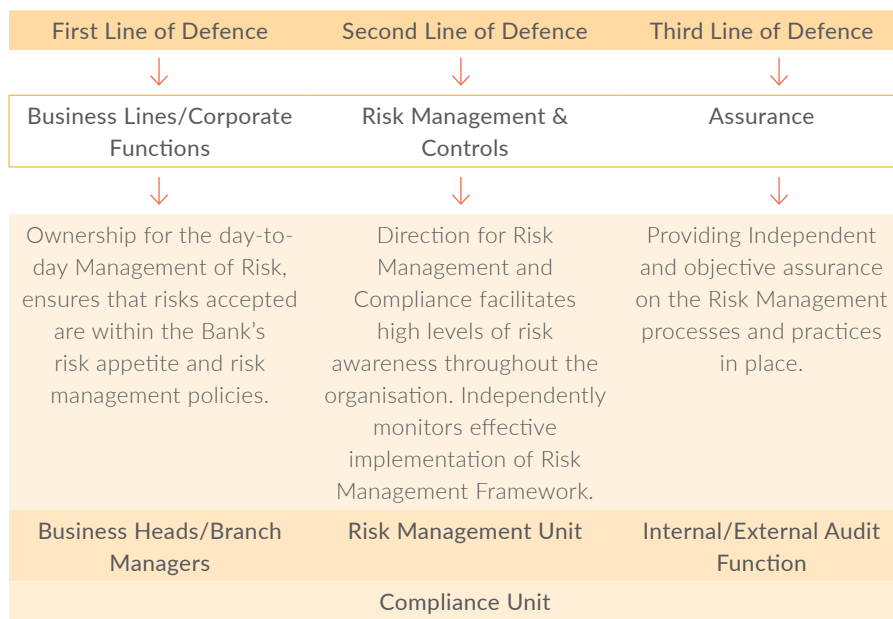 First Line of Defence
Second Line of Defence
Third Line of Defence
Business Lines/Corporate
Functions
Risk Management &
Controls
Assurance
Ownership for the day-to-
day Management of Risk,
ensures that risks accepted
are within the Bank's
risk appetite and risk
management policies.
Direction for Risk
Management and
Compliance facilitates
high levels of risk
awareness throughout the
organisation. Independently
monitors effective
implementation of Risk
Management Framework.
Providing Independent
and objective assurance
on the Risk Management
processes and practices
in place.
Business Heads/Branch
Managers
Risk Management Unit
Internal/External Audit
Function
Compliance Unit